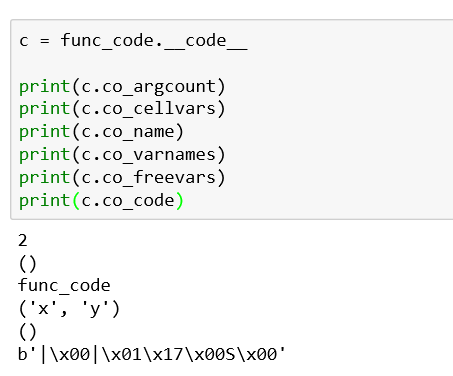 c = func_code.__code__
print(c.co_argcount)
print(c.co_cellvars)
print(c.co_name)
print(c.co_varnames)
print(c.co_freevars)
print(c.co_code)
2
()
func_code
('x', 'y')
()
b'|\x00|\x01\x17\x00S\x00'